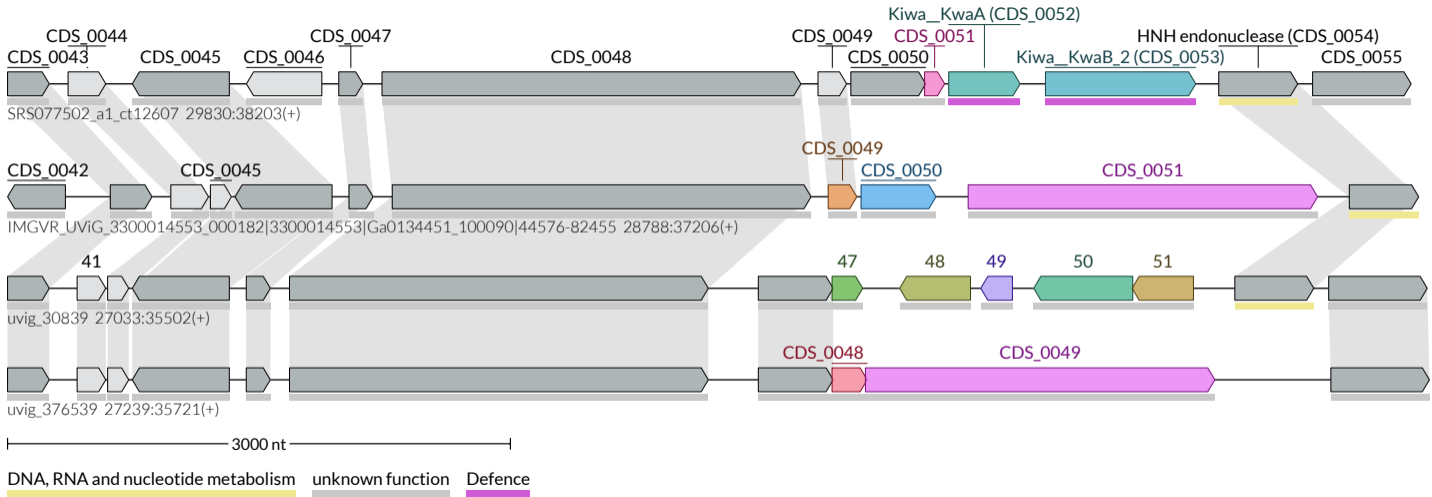 Kiwa__KwaA (CDS_0052)
CDS_0044 CDS_0047 CDS_0049 CDS_0051 HNH endonuclease (CDS_0054)
CDS_0043 CDS_0045 CDS_0046 CDS_0048 CDS_0050 Kiwa__KwaB_2 (CDS_0053) CDS_0055
SRS077502_a1_ct12607 29830:38203(+)
CDS_0049
CDS_0042 CDS_0045 CDS_0050 CDS_0051
IMGVR_UViG_3300014553_000182|3300014553|Ga0134451_100090|44576-82455 28788:37206(+)
41 47 48 49 50 51
uvig_30839 27033:35502(+)
CDS_0048 CDS_0049
uvig_376539 27239:35721(+)
3000 nt
DNA, RNA and nucleotide metabolism unknown function Defence